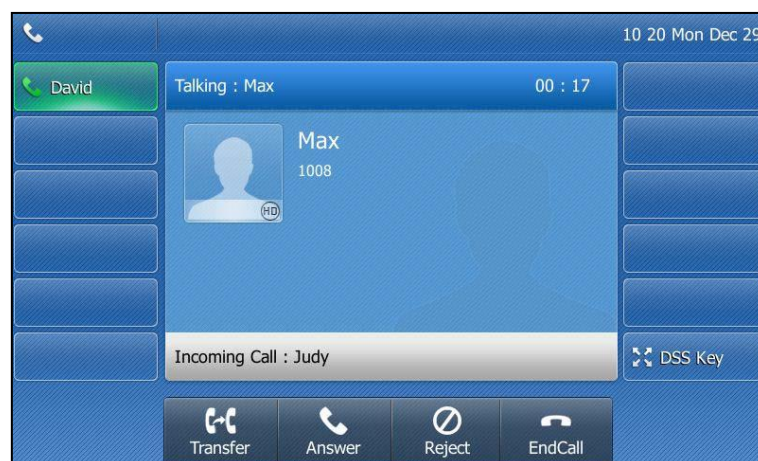 10 20 Mon Dec 29
David
Talking : Max
00 : 17
Max
1008
HD
Incoming Call : Judy
DSS Key
Transfer
Answer
Reject
EndCall